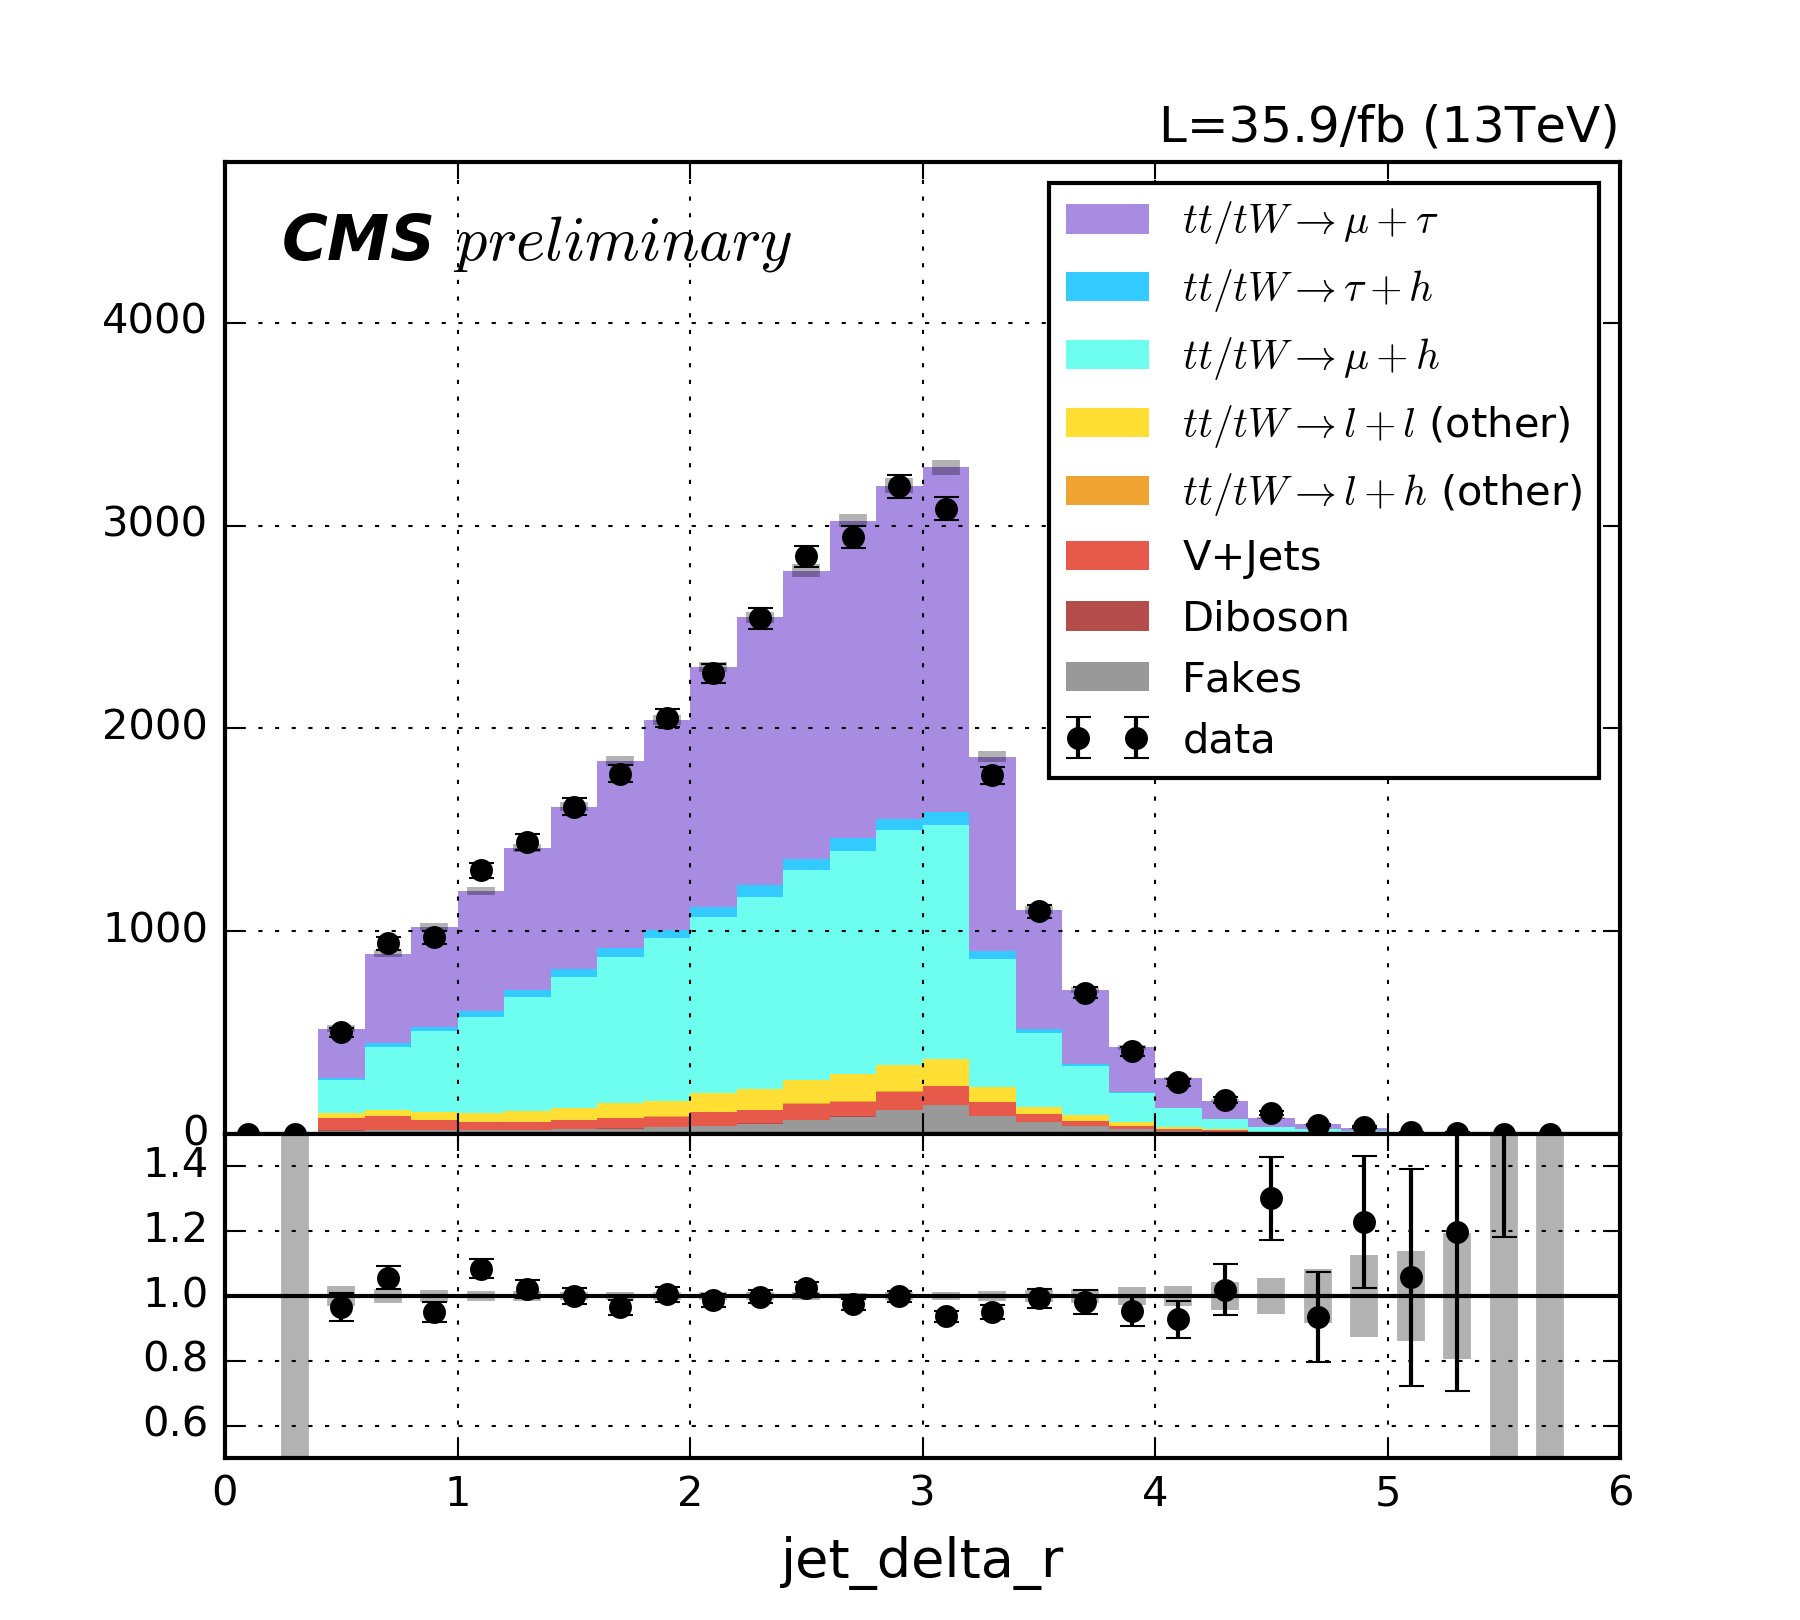 L=35.9/fb (13TeV)
CMS preliminary
tt/tW→μ+τ
tt/tW→τ+h
tt/tW→μ+h
tt/tW→l+l (other)
tt/tW→l+h (other)
V+Jets
Diboson
Fakes
data
4000
3000
2000
1000
0
1.4
1.2
1.0
0.8
0.6
0 1 2 3 4 5 6
jet_delta_r